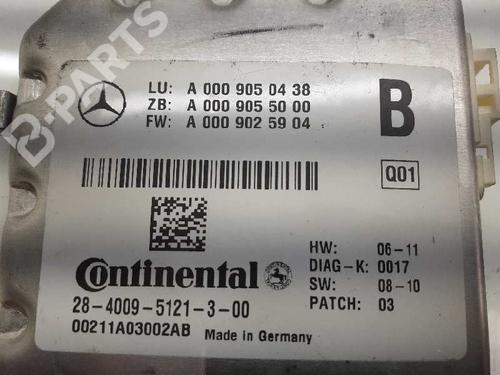 B-PARTS
LU: A 000 905 04 38
ZB: A 000 905 50 00
FW: A 000 902 59 04
B
Q01
Continental
28-4009-5121-3-00
00211A03002AB Made in Germany
HW: 06-11
DIAG-K: 0017
SW: 08-10
PATCH: 03